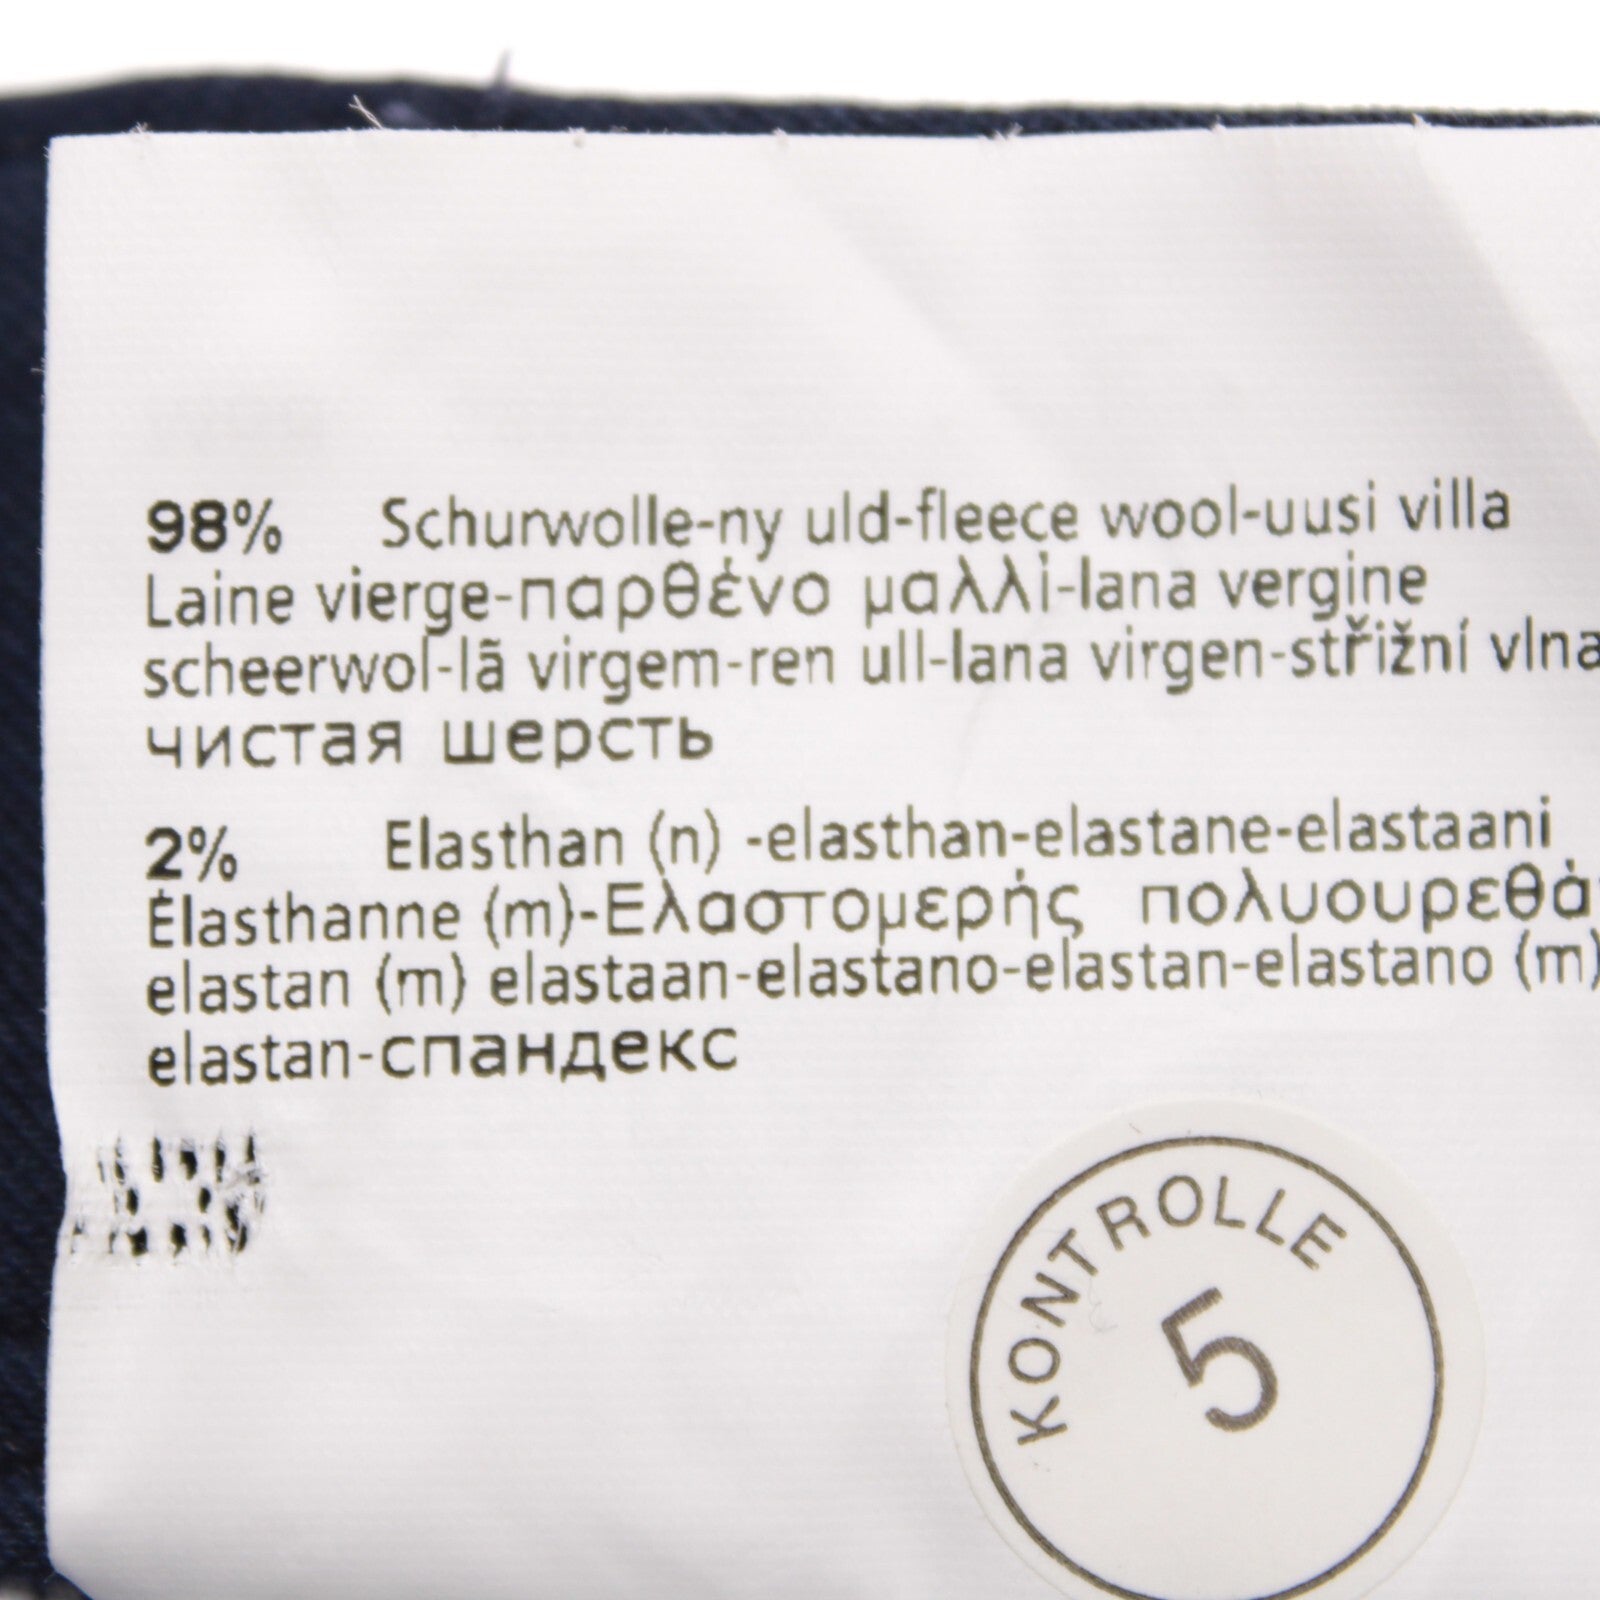 98% Schurwolle-ny uld-fleece wool-uusi villa
Laine vierge-παρθένο μαλλί-lana vergine
scheerwol-lã virgem-ren ull-lana virgen-střižní vlna
чистая шерсть
2% Elasthan (n) -elasthan-elastane-elastaani
Élasthanne (m)-Ελαστομερής
elastan (m) elastaan-elastano-elastan-elastano (m)
elastan-спандекс
KONTROLLE
5